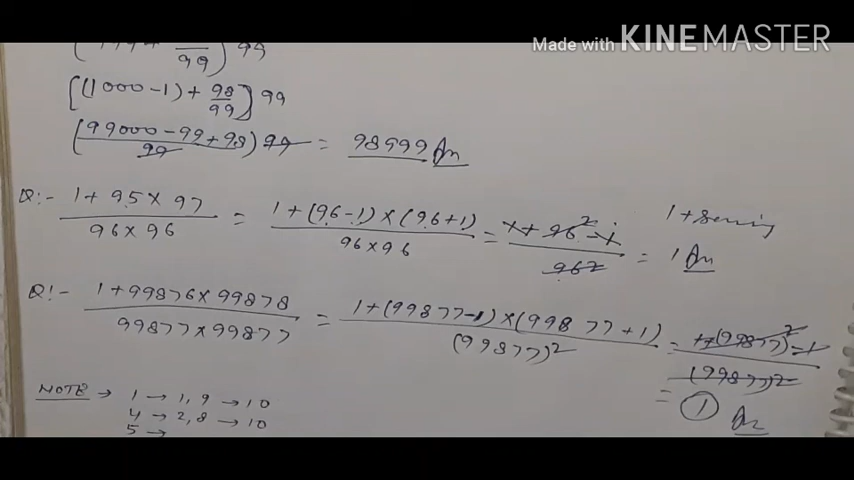 Made with KINEMASTER
99) 99
[(1000-1) + 98/99] 99
(99000-99+98/99) 99 = 98999 An
Q:- 1+95×97/96×96 = 1+(96-1)×(96+1)/96×96 = 1+96²-1/96² = 1 An
Q:- 1+99876×99878/99877×99877 = 1+(99877-1)×(99877+1)/(99877)² = 1+(99877)²-1/(99877)²
= 1 An
NOTE → 1 → 1,9 → 10
4 → 2,8 → 10
5 →